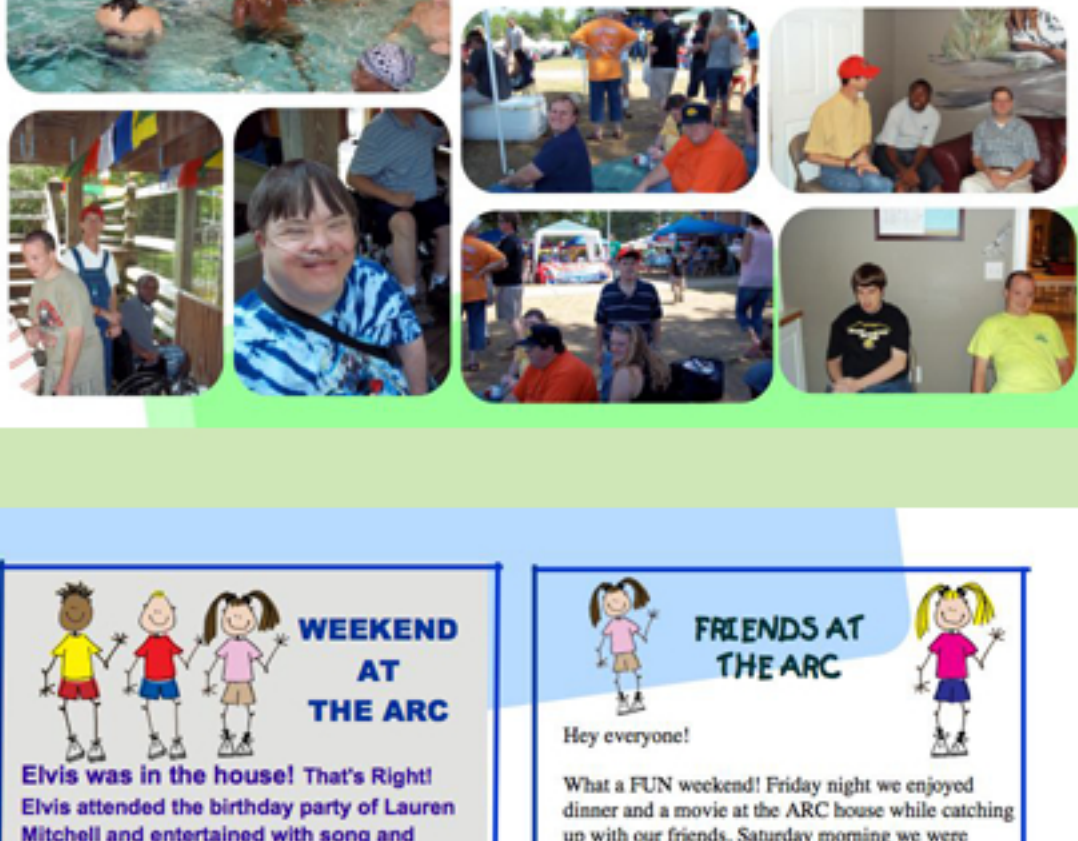 WEEKEND
AT
THE ARC
Elvis was in the house! That's Right!
Elvis attended the birthday party of Lauren
Mitchell and entertained with song and
FRIENDS AT
THE ARC
Hey everyone!
What a FUN weekend! Friday night we enjoyed
dinner and a movie at the ARC house while catching
up with our friends. Saturday morning we were